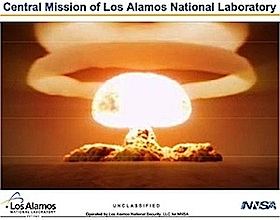 Central Mission of Los Alamos National Laboratory
Los Alamos
NATIONAL LABORATORY
UNCLASSIFIED
Operated by Los Alamos National Security, LLC for NNSA
NNSA